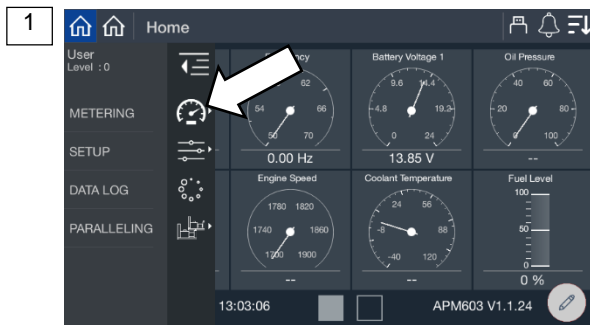 1
Home
User
Level : 0
METERING
SETUP
DATA LOG
PARALLELING
Battery Voltage 1
9.6 14.4
-4.8 19.2
0 24
13.85 V
Oil Pressure
40 60
20 80
0 100
--
62
54 66
50 70
0.00 Hz
Engine Speed
1780 1820
1740 1860
1700 1900
--
Coolant Temperature
24 56
-8 88
-40 120
--
Fuel Level
100
50
0
0 %
13:03:06
APM603 V1.1.24